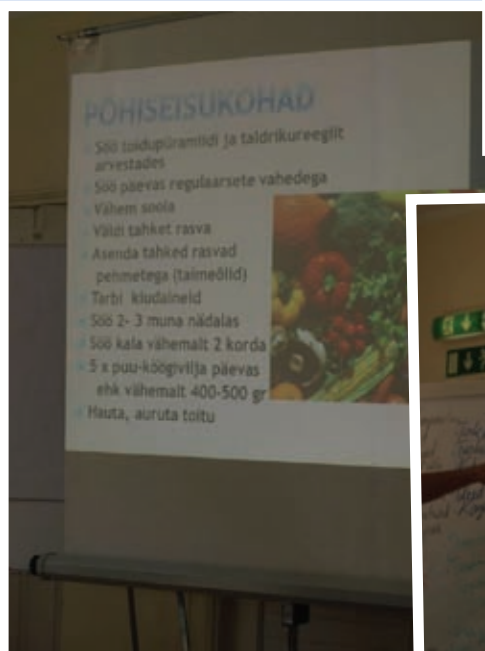 PÕHISEISUKOHAD
Söö toidupüramiidi ja taldrikureeglit
arvestades
Söö päevas regulaarsete vahedega
Vähem soola
Väldi tahket rasva
Asenda tahked rasvad
pehmetega (taimeõlid)
Tarbi kiudaineid
Söö 2- 3 muna nädalas
Söö kala vähemalt 2 korda
5 x puu-köögivilja päevas
ehk vähemalt 400-500 gr
Hauta, auruta toitu